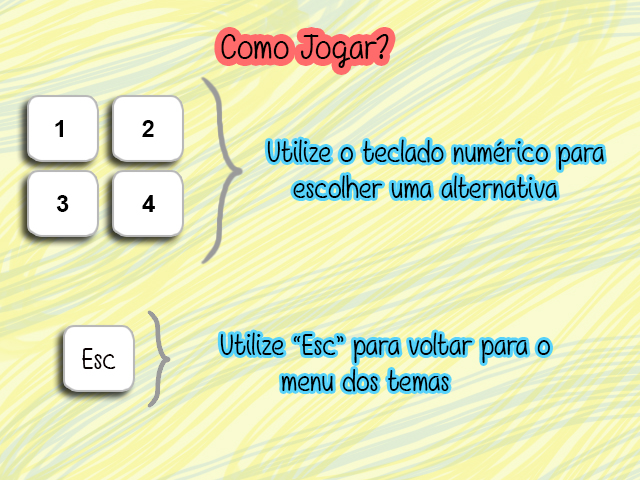 Como Jogar?
1 2
3 4
Utilize o teclado numérico para
escolher uma alternativa
Esc
Utilize “Esc” para voltar para o
menu dos temas